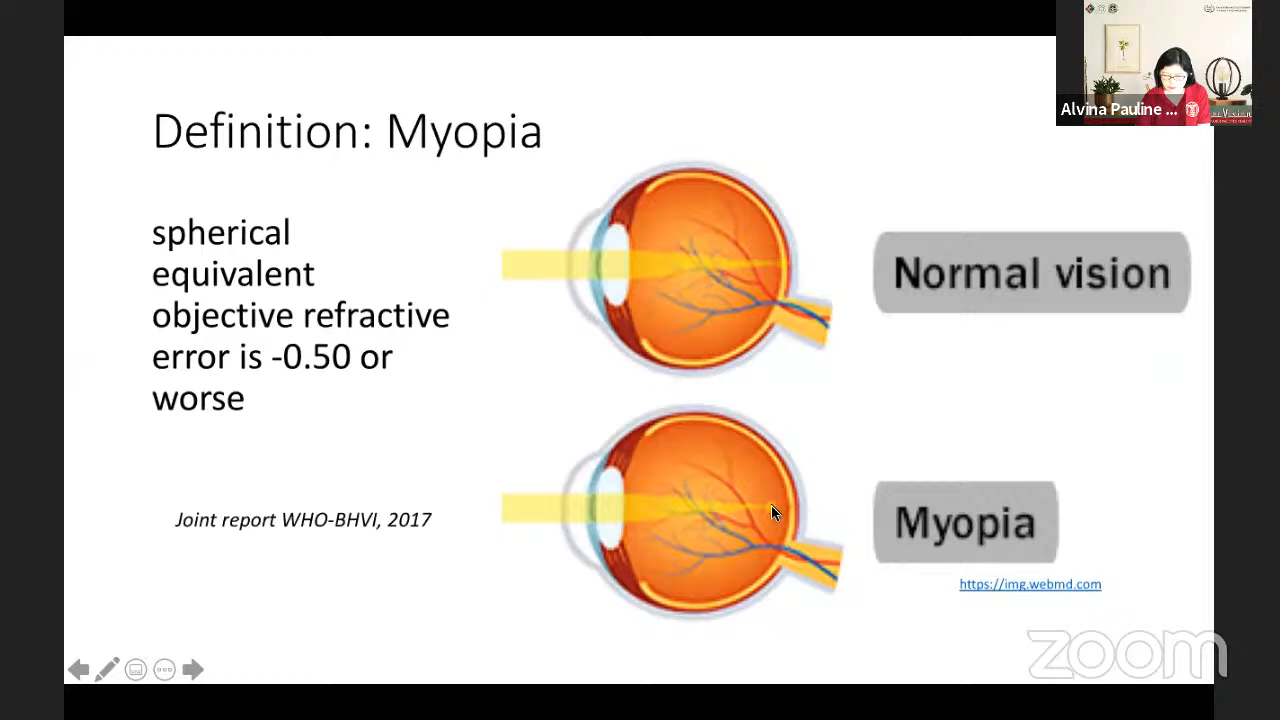 Definition: Myopia
spherical
equivalent
objective refractive
error is -0.50 or
worse
Joint report WHO-BHVI, 2017
Normal vision
Myopia
https://img.webmd.com
Alvina Pauline ...
zoom